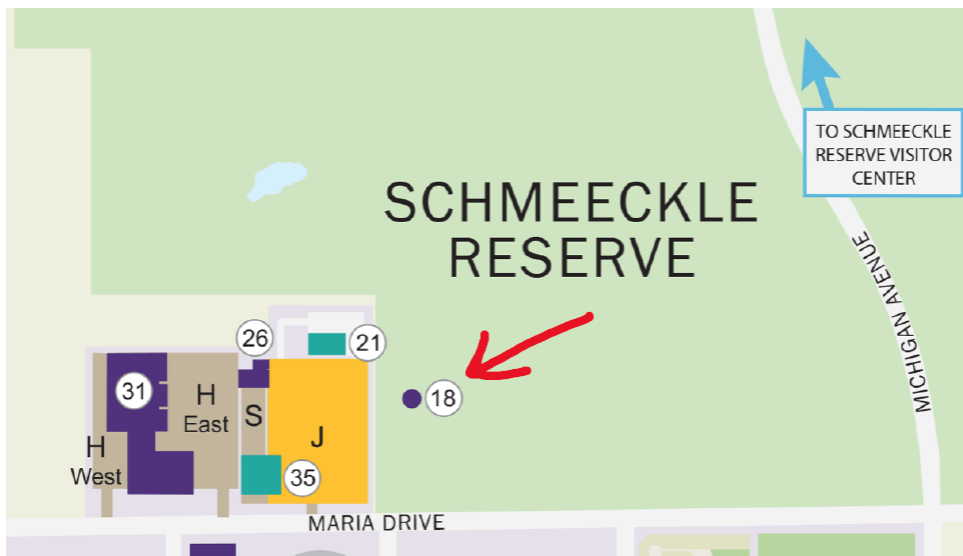 TO SCHMEECKLE
RESERVE VISITOR
CENTER
SCHMEECKLE
RESERVE
MICHIGAN AVENUE
26
21
31
18
H
East
S
J
H
West
35
MARIA DRIVE